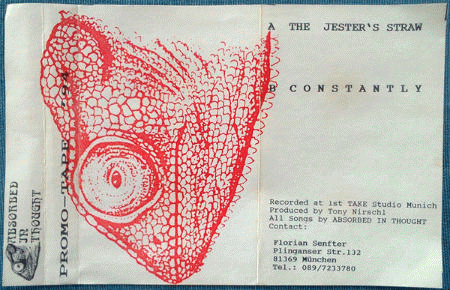 ABSORBED
IN
THOUGHT
PROMO-TAPE '94
A THE JESTER'S STRAW
B CONSTANTLY
Recorded at 1st TAKE Studio Munich
Produced by Tony Nirschl
All Songs by ABSORBED IN THOUGHT
Contact:
Florian Senfter
Plinganser Str.132
81369 München
Tel.: 089/7233780